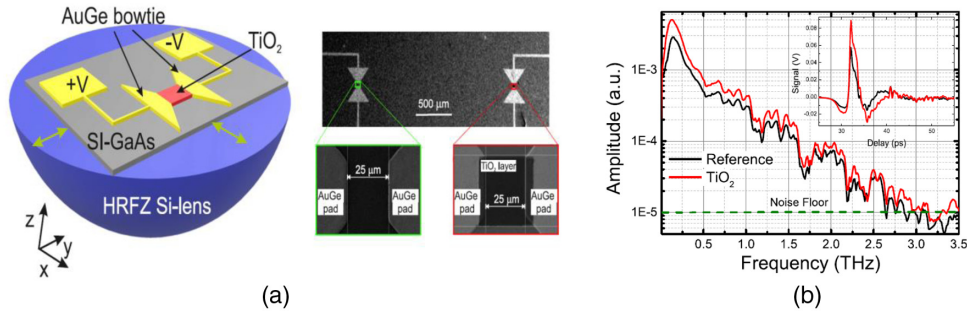 AuGe bowtie
-V
TiO2
+V
SI-GaAs
HRFZ Si-lens
z
y
x
500 µm
25 µm
AuGe
pad
AuGe
pad
TiO2 layer
25 µm
AuGe
pad
AuGe
pad
(a)
Amplitude (a.u.)
1E-3
1E-4
1E-5
Reference
TiO2
Noise Floor
0.5 1.0 1.5 2.0 2.5 3.0 3.5
Frequency (THz)
Signal (V)
0.08
0.06
0.04
0.02
0.00
-0.02
30 40 50
Delay (ps)
(b)